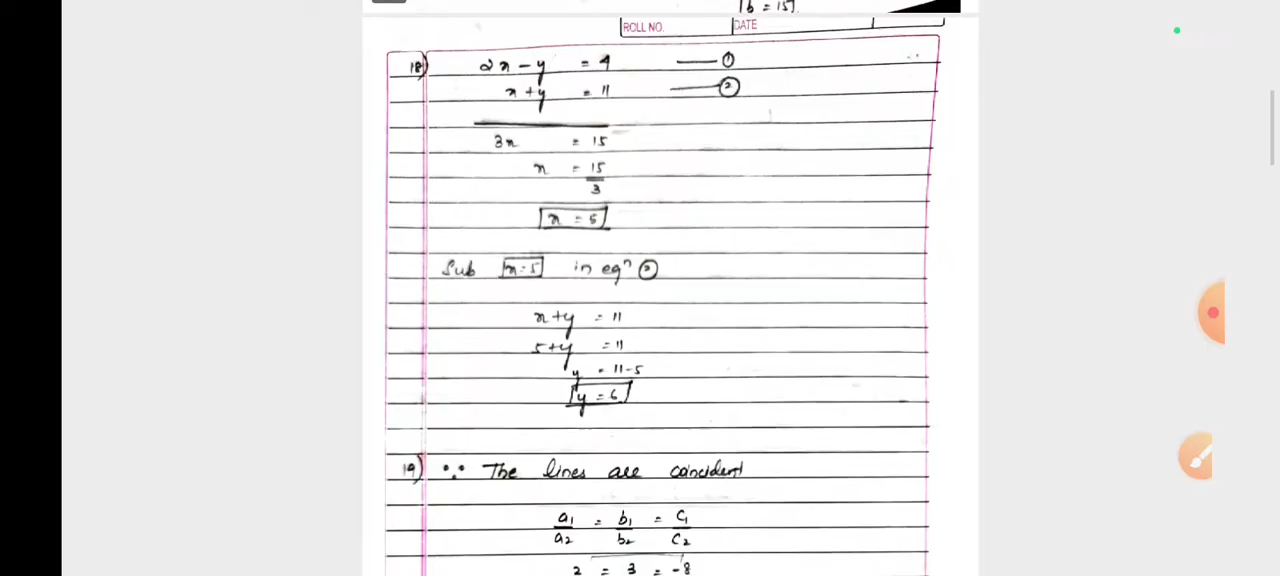 [b = 15].
ROLL NO. DATE
18) 2x - y = 4 —— ①
x + y = 11 —— ②
3x = 15
x = 15
3
x = 5
Sub x = 5 in eqⁿ ②
x + y = 11
5 + y = 11
y = 11 - 5
y = 6
19) ∵ The lines are coincident
a₁ = b₁ = c₁
a₂ b₂ c₂
2 = 3 = -8